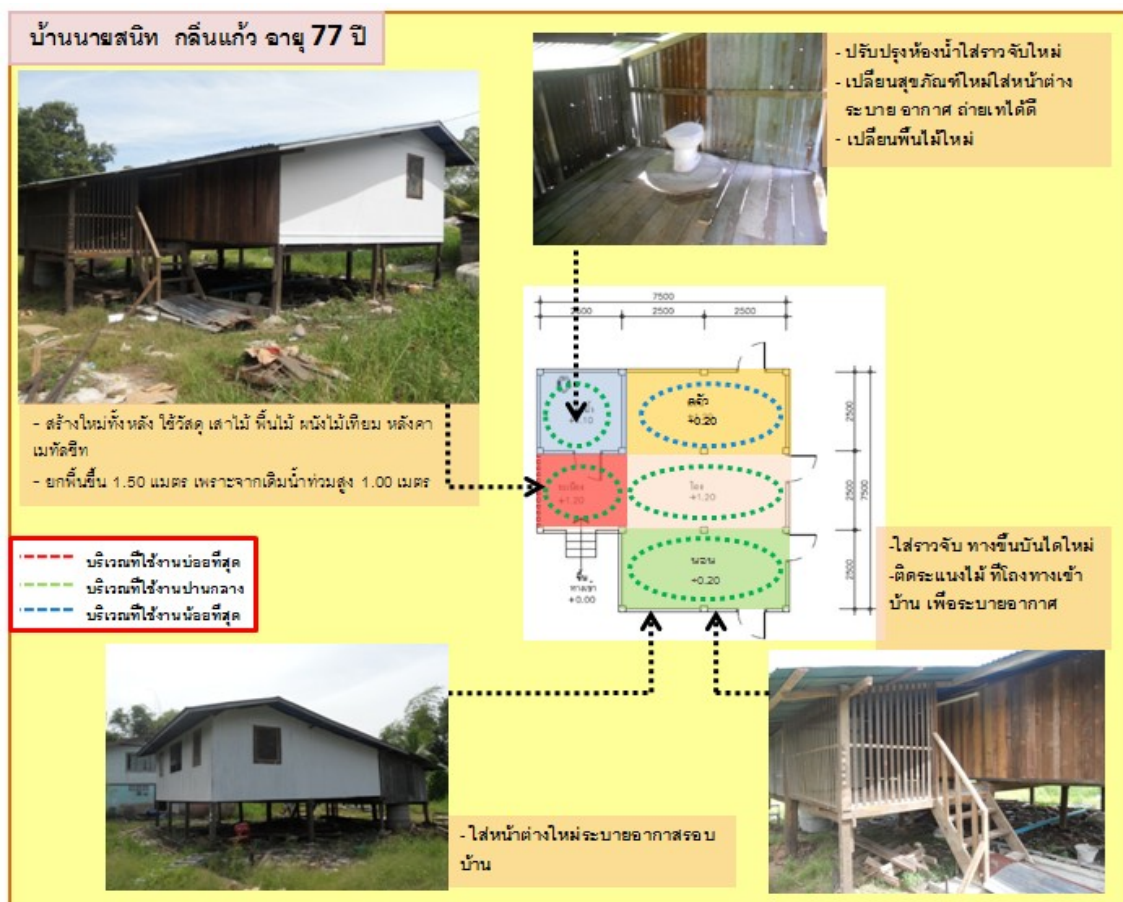 บ้านนายสนิท กลิ่นแก้ว อายุ 77 ปี
- ปรับปรุงห้องน้ำใส่ราวจับใหม่
- เปลี่ยนสุขภัณฑ์ใหม่ใส่หน้าต่าง
ระบาย อากาศ ถ่ายเทได้ดี
- เปลี่ยนพื้นไม้ใหม่
- สร้างใหม่ทั้งหลัง ใช้วัสดุ เสาไม้ พื้นไม้ ผนังไม้เทียม หลังคา
เมทัลชีท
- ยกพื้นขึ้น 1.50 แมตร เพราะจากเดิมน้ำท่วมสูง 1.00 เมตร
บริเวณที่ใช้งานบ่อยที่สุด
บริเวณที่ใช้งานปานกลาง
บริเวณที่ใช้งานน้อยที่สุด
7500
2500 2500 2500
ครัว
+0.20
+1.20
โถง
+1.20
นอน
+0.20
ขึ้น
ทางเข้า
+0.00
2500
2500
2500
7500
-ใส่ราวจับ ทางขึ้นบันไดใหม่
-ติดระแนงไม้ ที่โถงทางเข้า
บ้าน เพื่อระบายอากาศ
- ใส่หน้าต่างใหม่ระบายอากาสรอบ
บ้าน